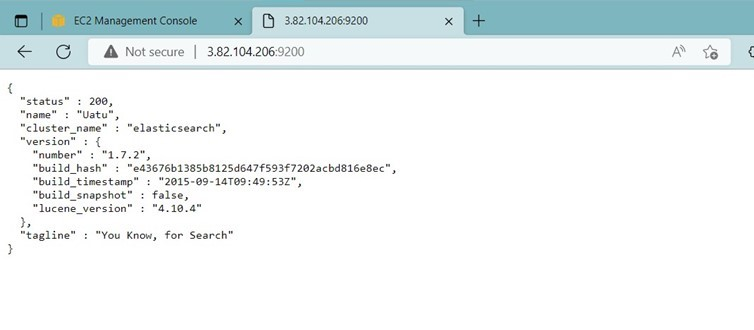 EC2 Management Console
3.82.104.206:9200
Not secure | 3.82.104.206:9200
{
  "status" : 200,
  "name" : "Uatu",
  "cluster_name" : "elasticsearch",
  "version" : {
    "number" : "1.7.2",
    "build_hash" : "e43676b1385b8125d647f593f7202acbd816e8ec",
    "build_timestamp" : "2015-09-14T09:49:53Z",
    "build_snapshot" : false,
    "lucene_version" : "4.10.4"
  },
  "tagline" : "You Know, for Search"
}